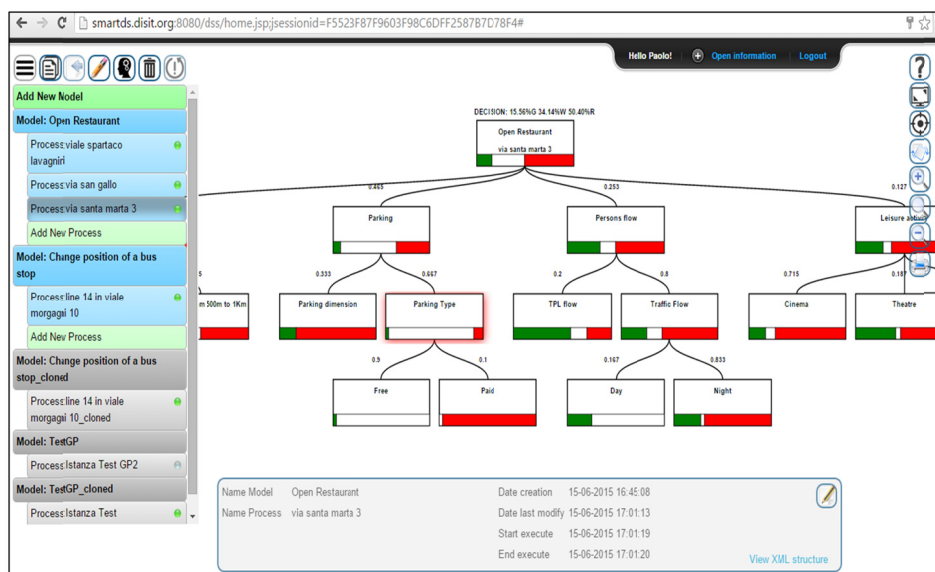 smartds.disit.org:8080/dss/home.jsp;jsessionid=F5523F87F9603F98C6DFF2587B7D78F4#
Hello Paolo!
Open information
Logout
Add New Model
Model: Open Restaurant
Process:viale spartaco
lavagniri
Process:via san gallo
Process:via santa marta 3
Add New Process
Model: Change position of a bus
stop
Process:line 14 in viale
morgagni 10
Add New Process
Model: Change position of a bus
stop_cloned
Process:line 14 in viale
morgagni 10_cloned
Model: TestGP
Process:Istanza Test GP2
Model: TestGP_cloned
Process:Istanza Test
DECISION: 15.56%G 34.14%W 50.40%R
Open Restaurant
via santa marta 3
0.465
0.253
0.127
Parking
Persons flow
Leisure
5
0.333
0.667
0.2
0.8
0.715
0.187
m 500m to 1Km
Parking dimension
Parking Type
TPL flow
Traffic Flow
Cinema
Theatre
0.9
0.1
0.167
0.833
Free
Paid
Day
Night
Name Model Open Restaurant
Name Process via santa marta 3
Date creation 15-06-2015 16:45:08
Date last modify 15-06-2015 17:01:13
Start execute 15-06-2015 17:01:19
End execute 15-06-2015 17:01:20
View XML structure